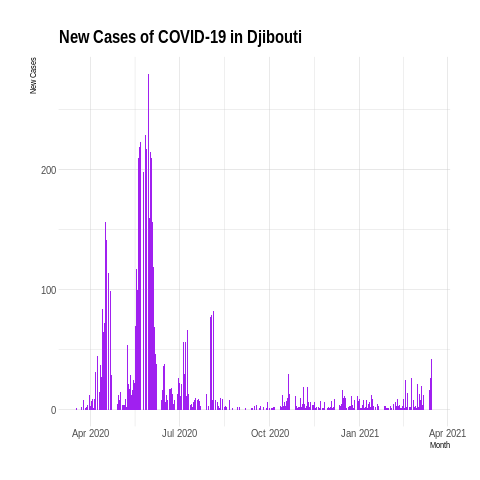 New Cases of COVID-19 in Djibouti
New Cases
200
100
0
Apr 2020 Jul 2020 Oct 2020 Jan 2021 Apr 2021
Month